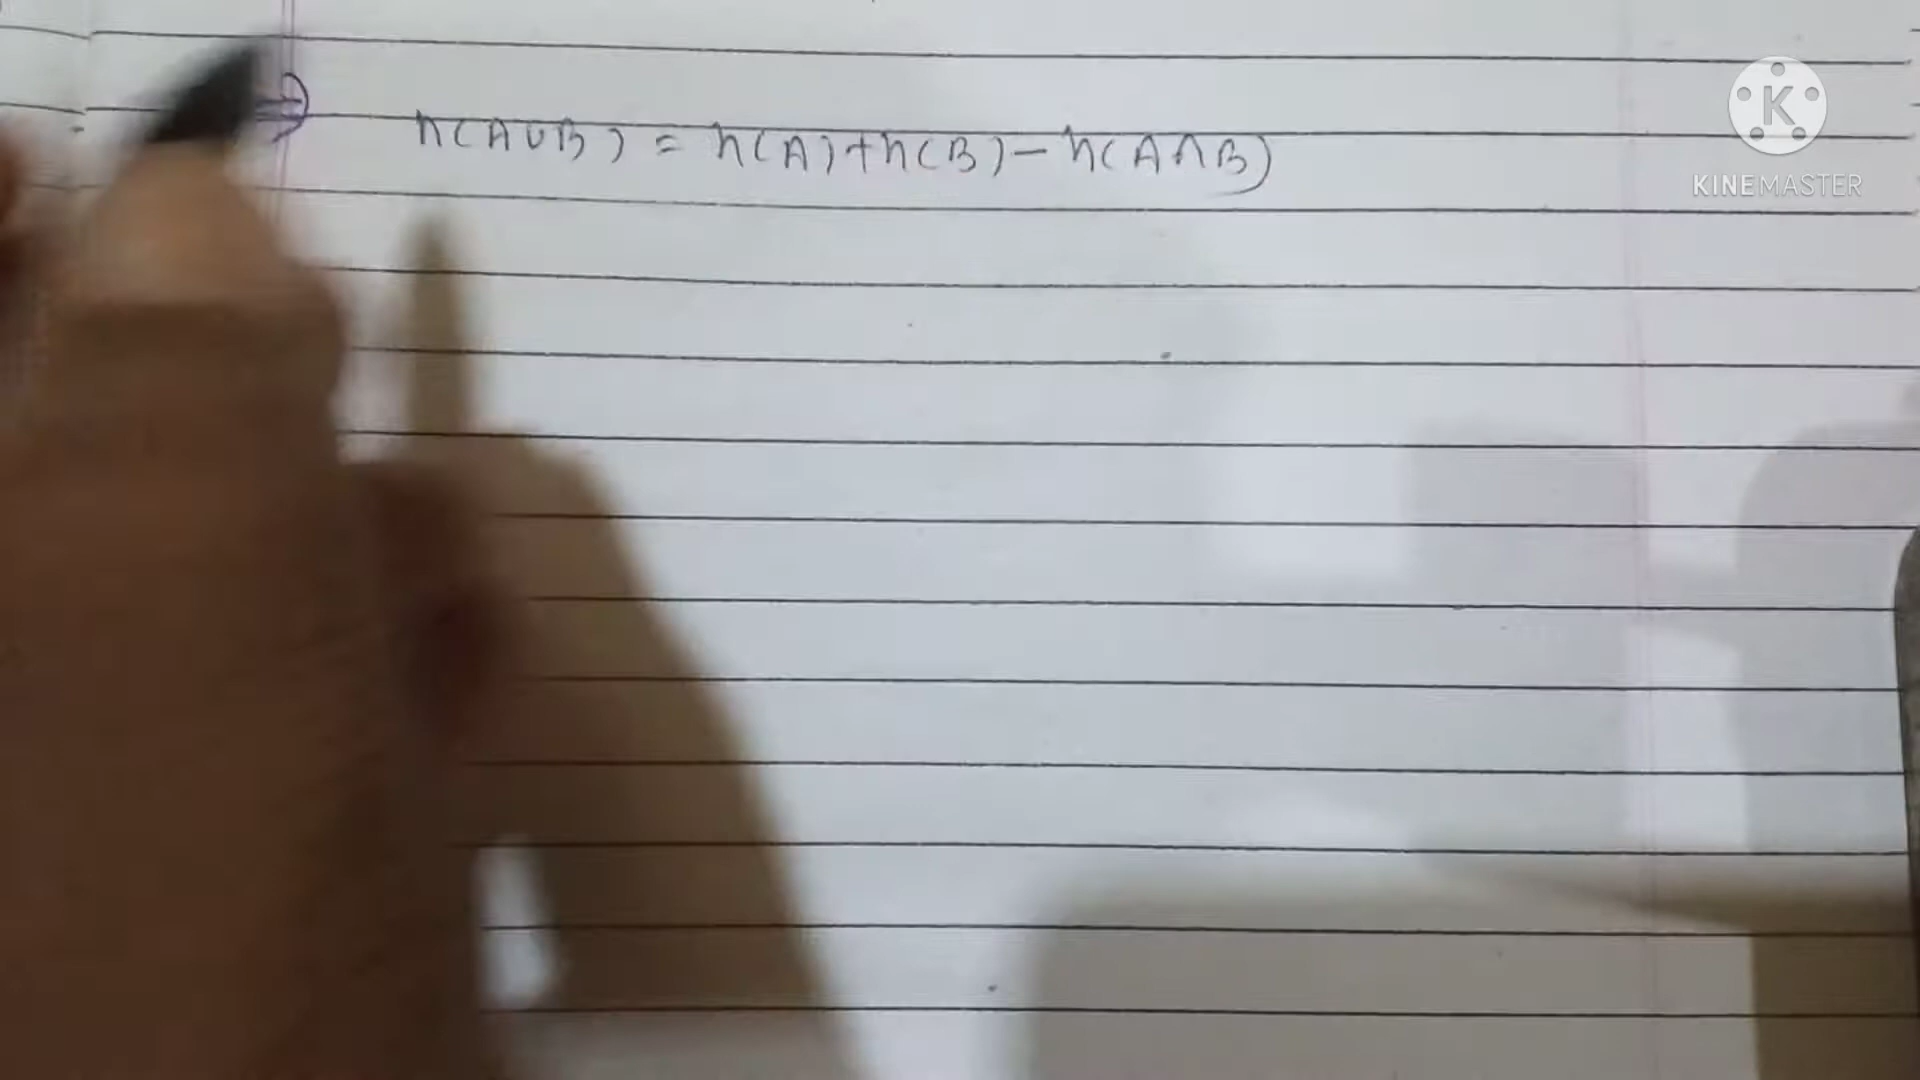 ⇒ n(A∪B) = n(A)+n(B)-n(A∩B)
K
KINEMASTER